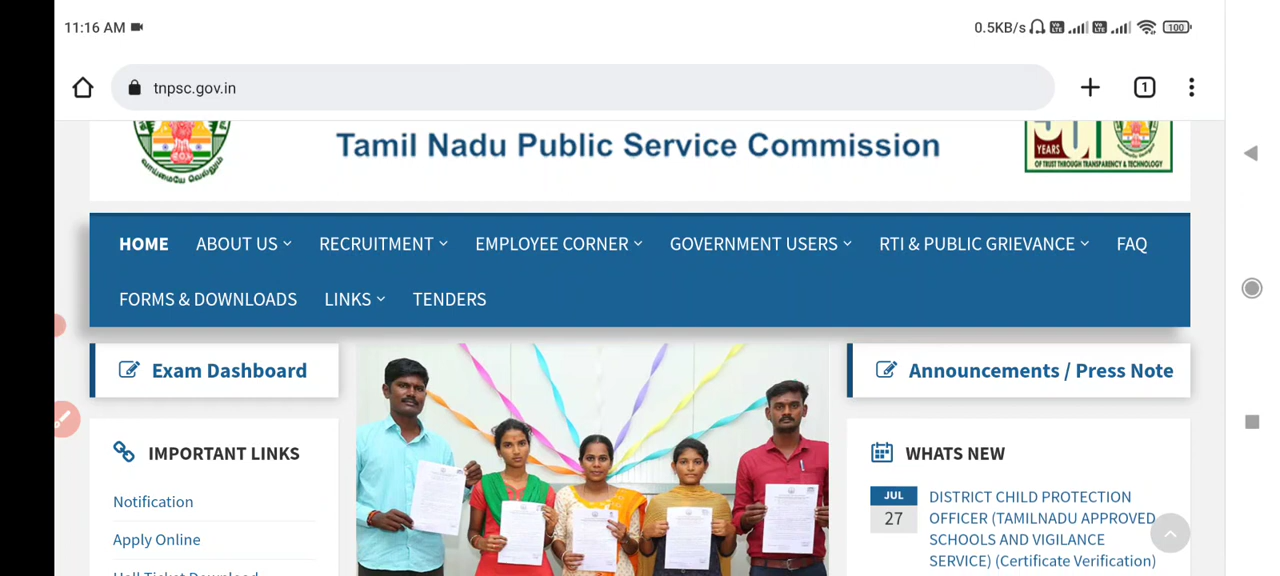 11:16 AM
0.5KB/s
100
tnpsc.gov.in
1
Tamil Nadu Public Service Commission
வாய்மையே வெல்லும்
YEARS
OF TRUST THROUGH TRANSPARENCY & TECHNOLOGY
HOME ABOUT US RECRUITMENT EMPLOYEE CORNER GOVERNMENT USERS RTI & PUBLIC GRIEVANCE FAQ
FORMS & DOWNLOADS LINKS TENDERS
Exam Dashboard
Announcements / Press Note
IMPORTANT LINKS
Notification
Apply Online
Hall Ticket Download
WHATS NEW
JUL
27
DISTRICT CHILD PROTECTION
OFFICER (TAMILNADU APPROVED
SCHOOLS AND VIGILANCE
SERVICE) (Certificate Verification)